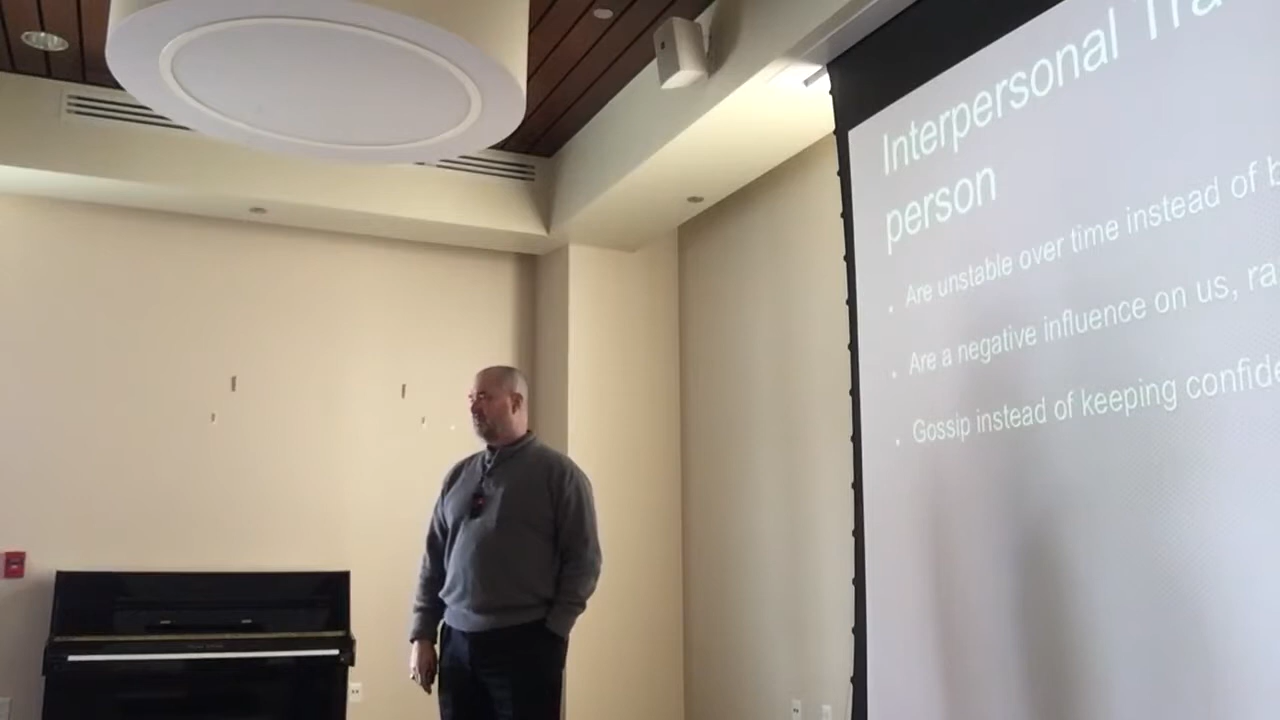 Interpersonal Tra
person
Are unstable over time instead of b
Are a negative influence on us, ra
Gossip instead of keeping confide